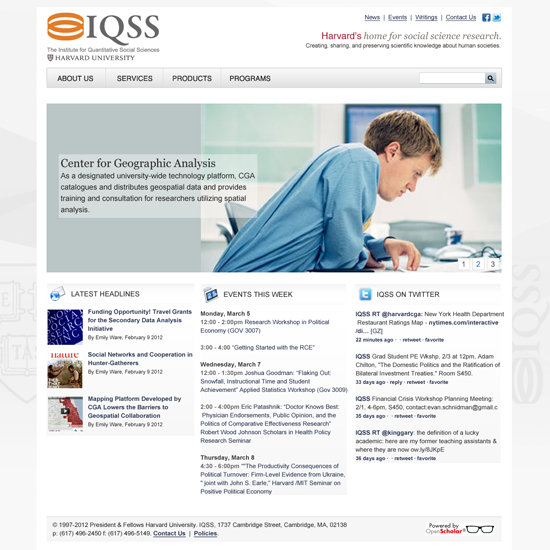 IQSS
The Institute for Quantitative Social Sciences
HARVARD UNIVERSITY
News | Events | Writings | Contact Us
Harvard's home for social science research.
Creating, sharing, and preserving scientific knowledge about human societies.
ABOUT US SERVICES PRODUCTS PROGRAMS
Center for Geographic Analysis
As a designated university-wide technology platform, CGA
catalogues and distributes geospatial data and provides
training and consultation for researchers utilizing spatial
analysis.
1 2 3
LATEST HEADLINES
Funding Opportunity! Travel Grants
for the Secondary Data Analysis
Initiative
By Emily Ware, February 9 2012
nature
Social Networks and Cooperation in
Hunter-Gatherers
By Emily Ware, February 9 2012
Mapping Platform Developed by
CGA Lowers the Barriers to
Geospatial Collaboration
By Emily Ware, February 9 2012
EVENTS THIS WEEK
Monday, March 5
12:00 - 2:00pm Research Workshop in Political
Economy (GOV 3007)
3:00 - 4:00 "Getting Started with the RCE"
Wednesday, March 7
12:00 - 1:30pm Joshua Goodman: "Flaking Out:
Snowfall, Instructional Time and Student
Achievement" Applied Statistics Workshop (Gov 3009)
2:00 - 4:00pm Eric Patashnik: "Doctor Knows Best:
Physician Endorsements, Public Opinion, and the
Politics of Comparative Effectiveness Research"
Robert Wood Johnson Scholars in Health Policy
Research Seminar
Thursday, March 8
4:30 - 6:00pm ""The Productivity Consequences of
Political Turnover: Firm-Level Evidence from Ukraine,
" joint with John S. Earle," Harvard /MIT Seminar on
Positive Political Economy
IQSS ON TWITTER
IQSS RT @harvardcga: New York Health Department
Restaurant Ratings Map - nytimes.com/interactive
/di... [GZ]
22 minutes ago · · retweet · favorite
IQSS Grad Student PE Wkshp, 2/3 at 12pm, Adam
Chilton, "The Domestic Politics and the Ratification of
Bilateral Investment Treaties." Room S450.
33 days ago · reply · retweet · favorite
IQSS Financial Crisis Workshop Planning Meeting:
2/1, 4-6pm, S450, contact:evan.schnidman@gmail.c
35 days ago · · retweet · favorite
IQSS RT @kinggary: the definition of a lucky
academic: here are my former teaching assistants &
where they are now ow.ly/8JKpE
36 days ago · · retweet · favorite
© 1997-2012 President & Fellows Harvard University. IQSS, 1737 Cambridge Street, Cambridge, MA, 02138
p: (617) 496-2450 f: (617) 496-5149. Contact Us | Policies.
Powered by
OpenScholar